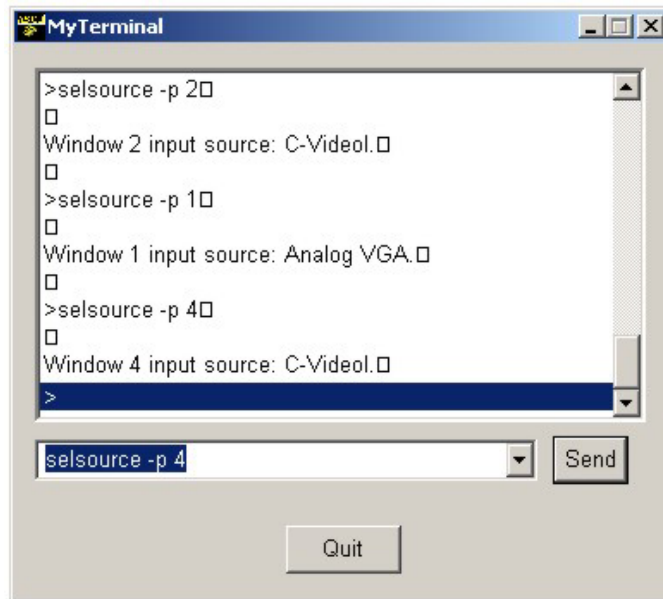 MyTerminal
>selsource -p 2□
□
Window 2 input source: C-Videol.□
□
>selsource -p 1□
□
Window 1 input source: Analog VGA.□
□
>selsource -p 4□
□
Window 4 input source: C-Videol.□
>
selsource -p 4
Send
Quit